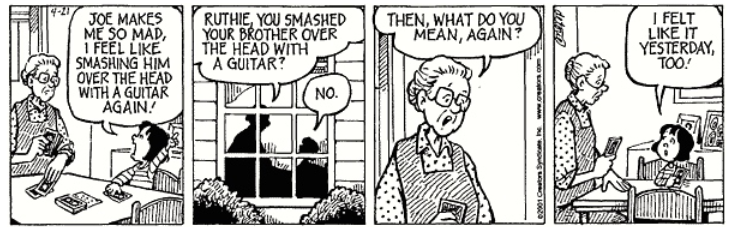 4-21
JOE MAKES
ME SO MAD,
I FEEL LIKE
SMASHING HIM
OVER THE HEAD
WITH A GUITAR
AGAIN!
RUTHIE, YOU SMASHED
YOUR BROTHER OVER
THE HEAD WITH
A GUITAR?
NO.
THEN, WHAT DO YOU
MEAN, AGAIN?
©2001 Creators Syndicate, Inc. www.creators.com
I FELT
LIKE IT
YESTERDAY,
TOO!